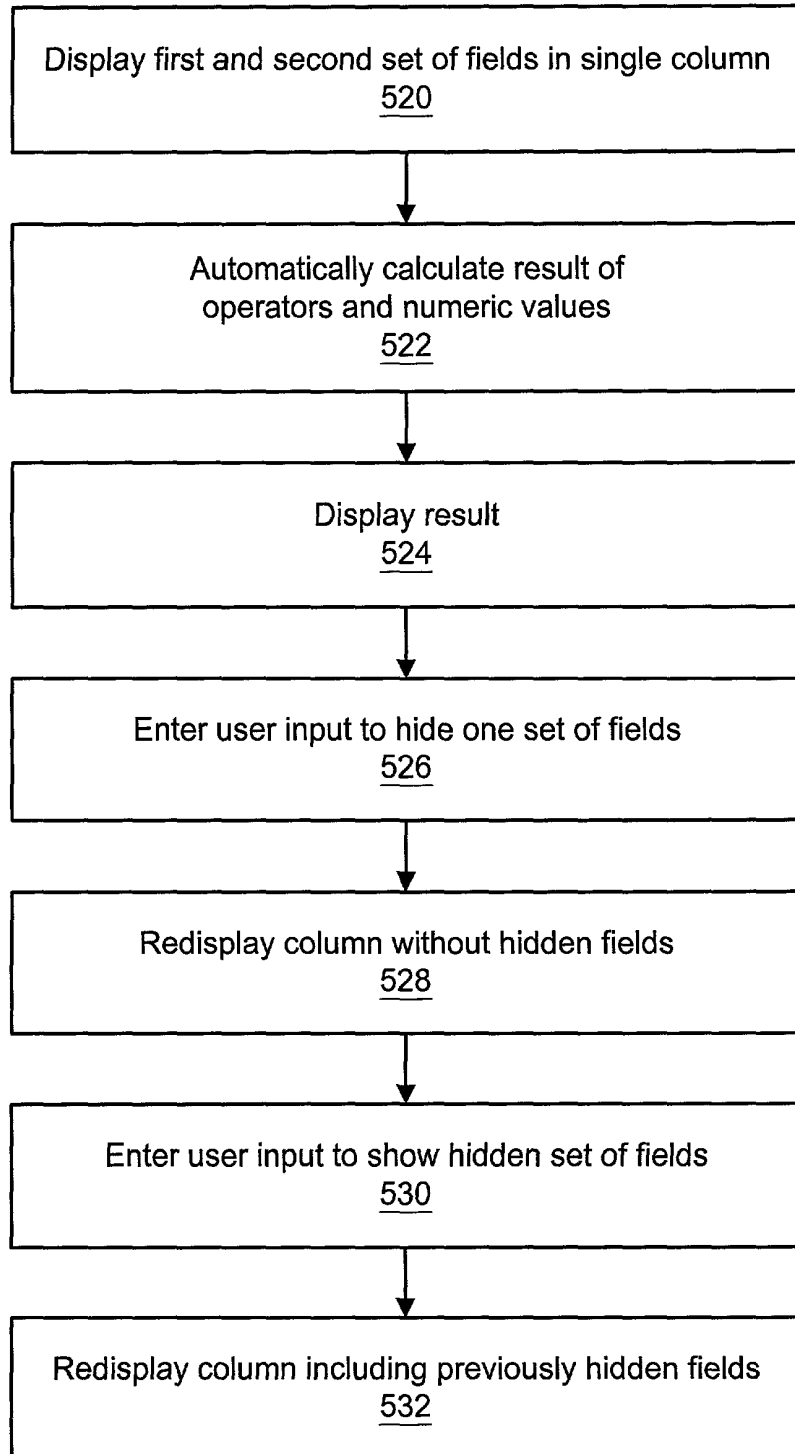 Display first and second set of fields in single column
520
Automatically calculate result of
operators and numeric values
522
Display result
524
Enter user input to hide one set of fields
526
Redisplay column without hidden fields
528
Enter user input to show hidden set of fields
530
Redisplay column including previously hidden fields
532